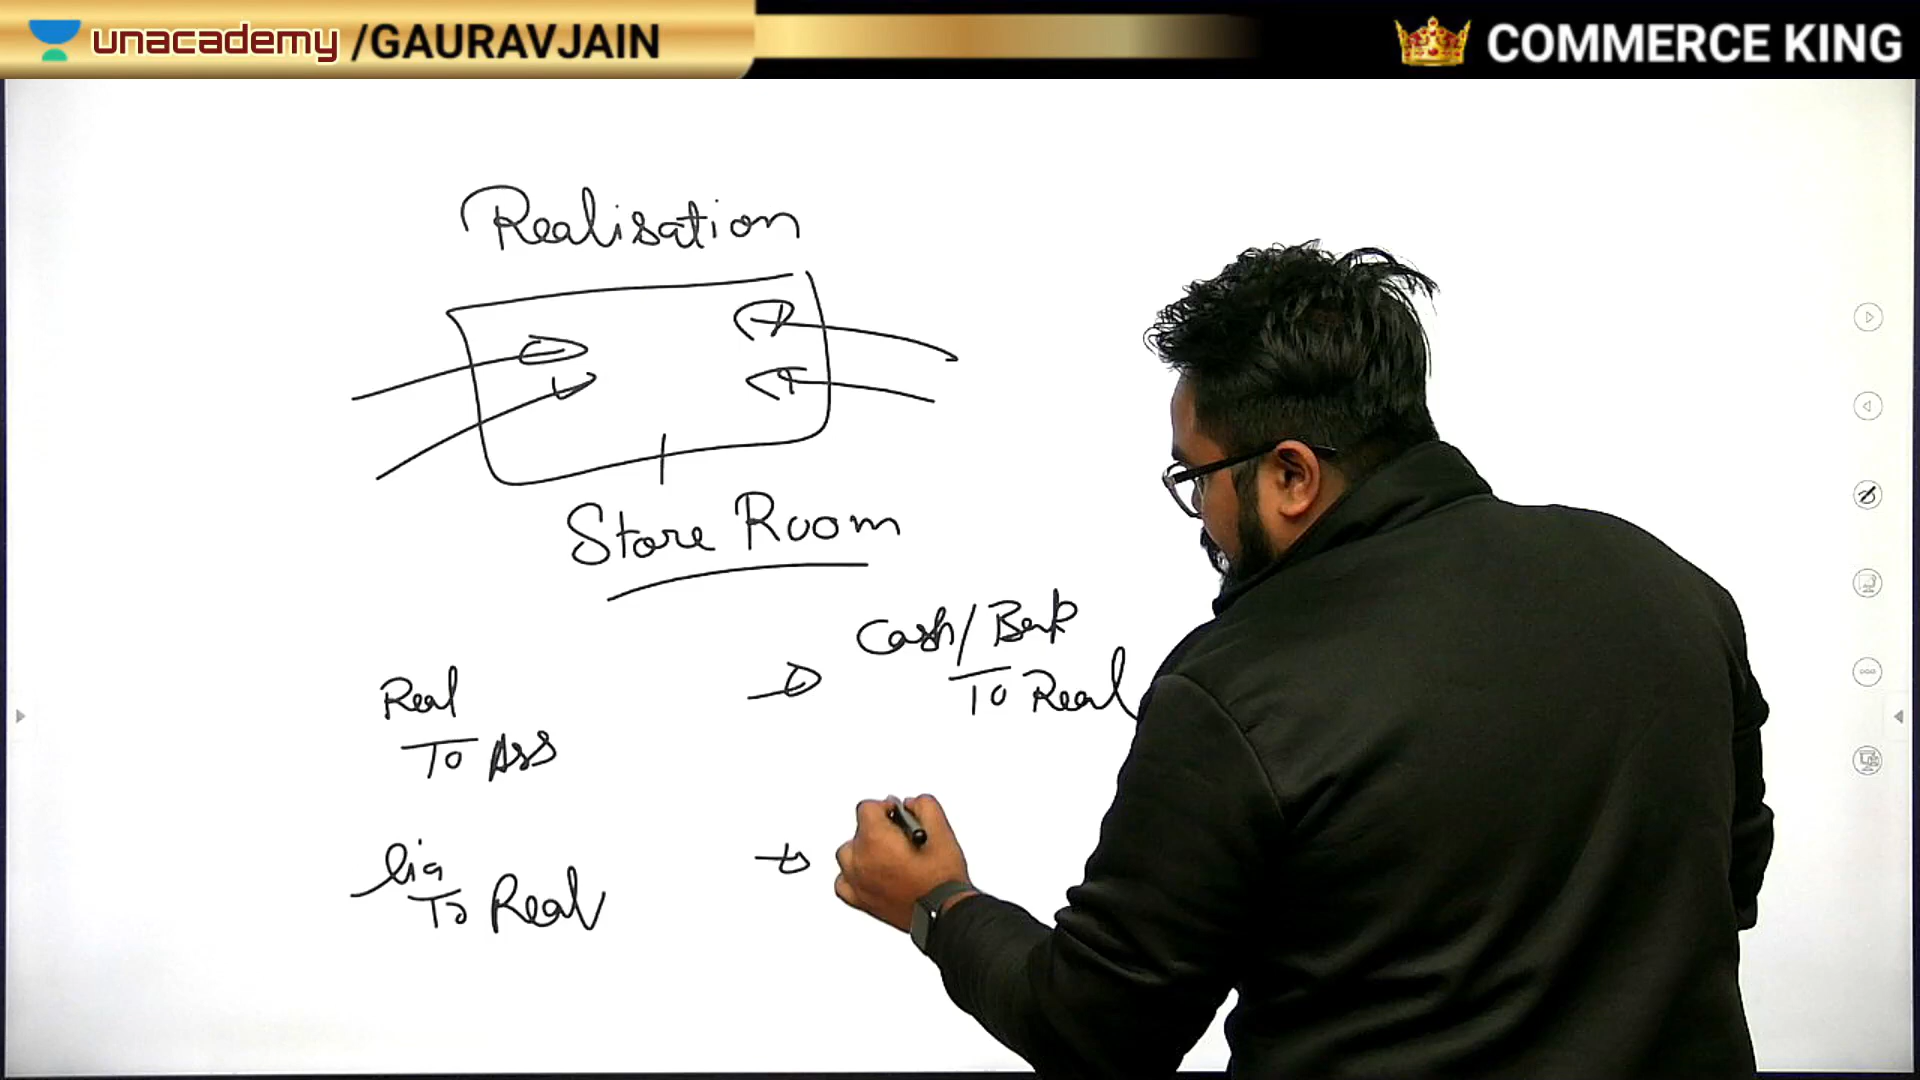 unacademy /GAURAVJAIN
COMMERCE KING
Realisation
Store Room
Cash/Bank
To Real
Real
To Ass
lia
To Real